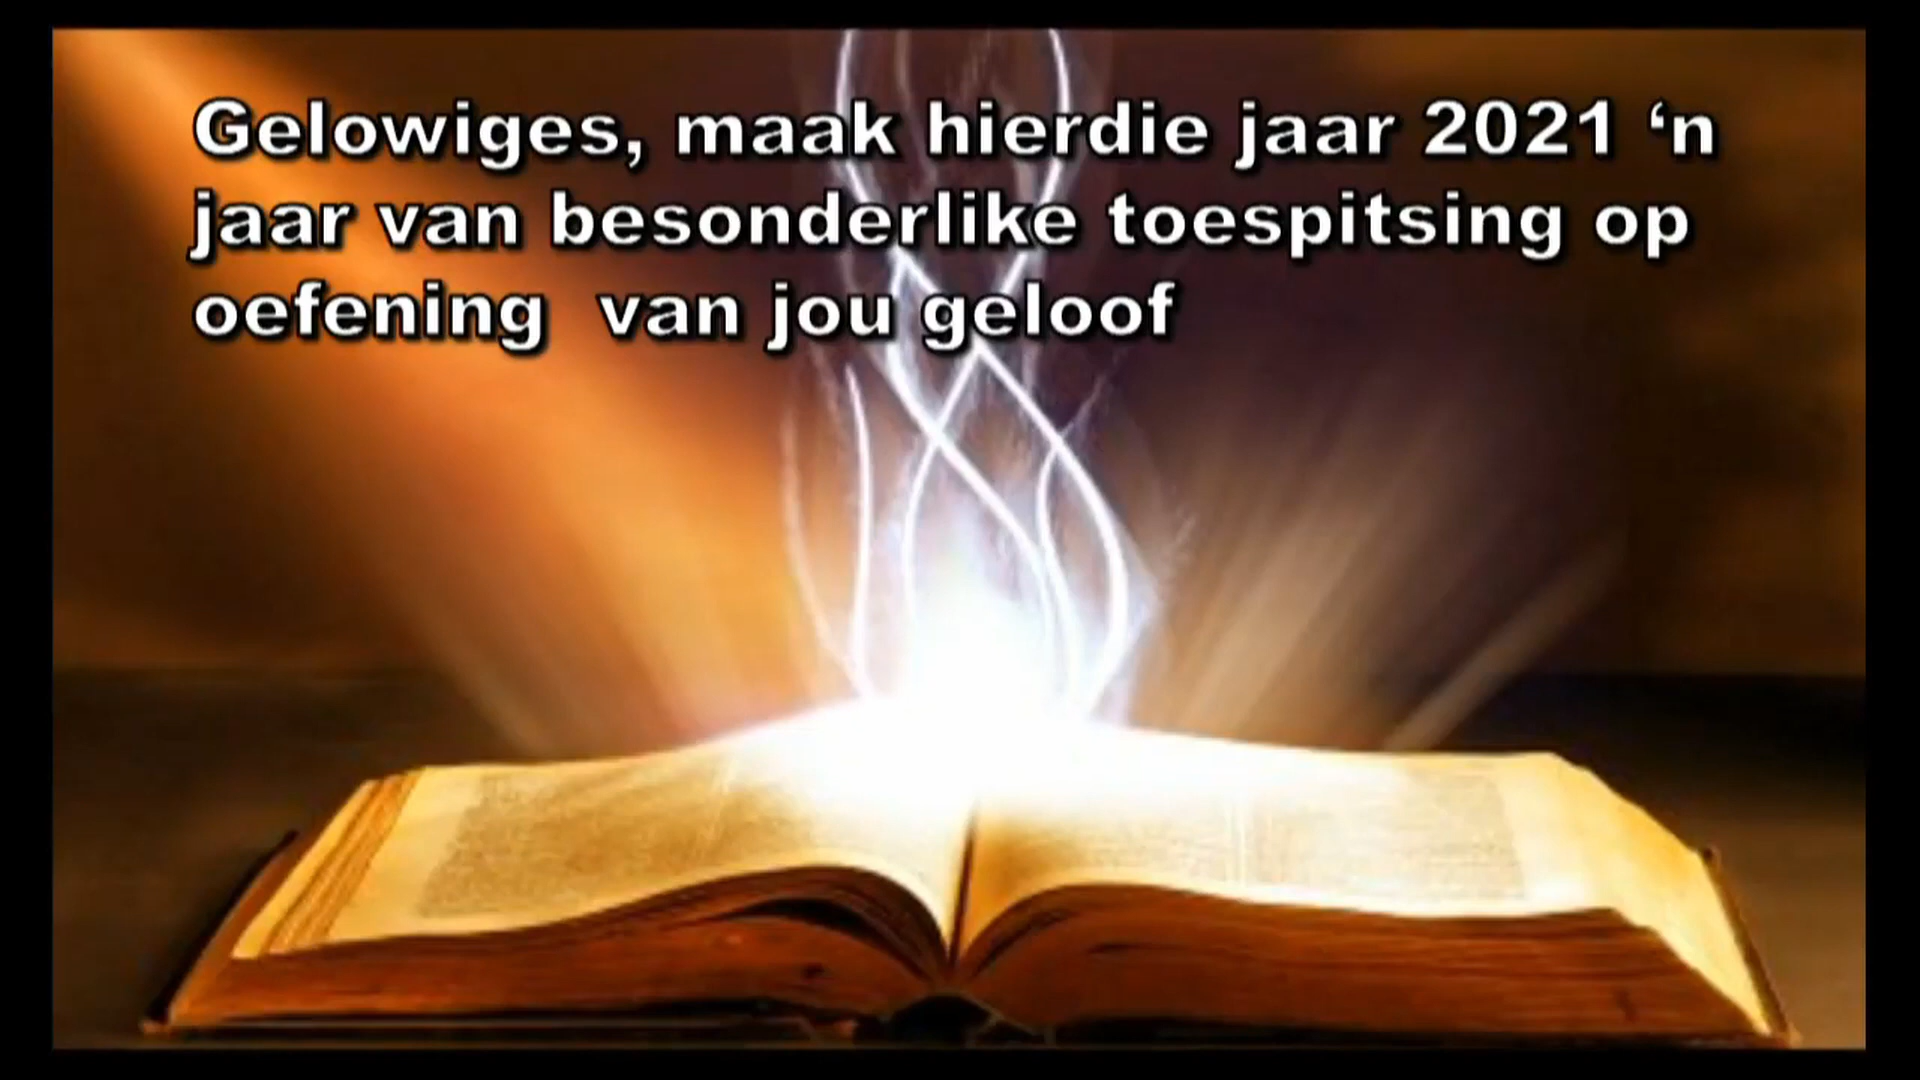 Gelowiges, maak hierdie jaar 2021 ‘n
jaar van besonderlike toespitsing op
oefening  van jou geloof